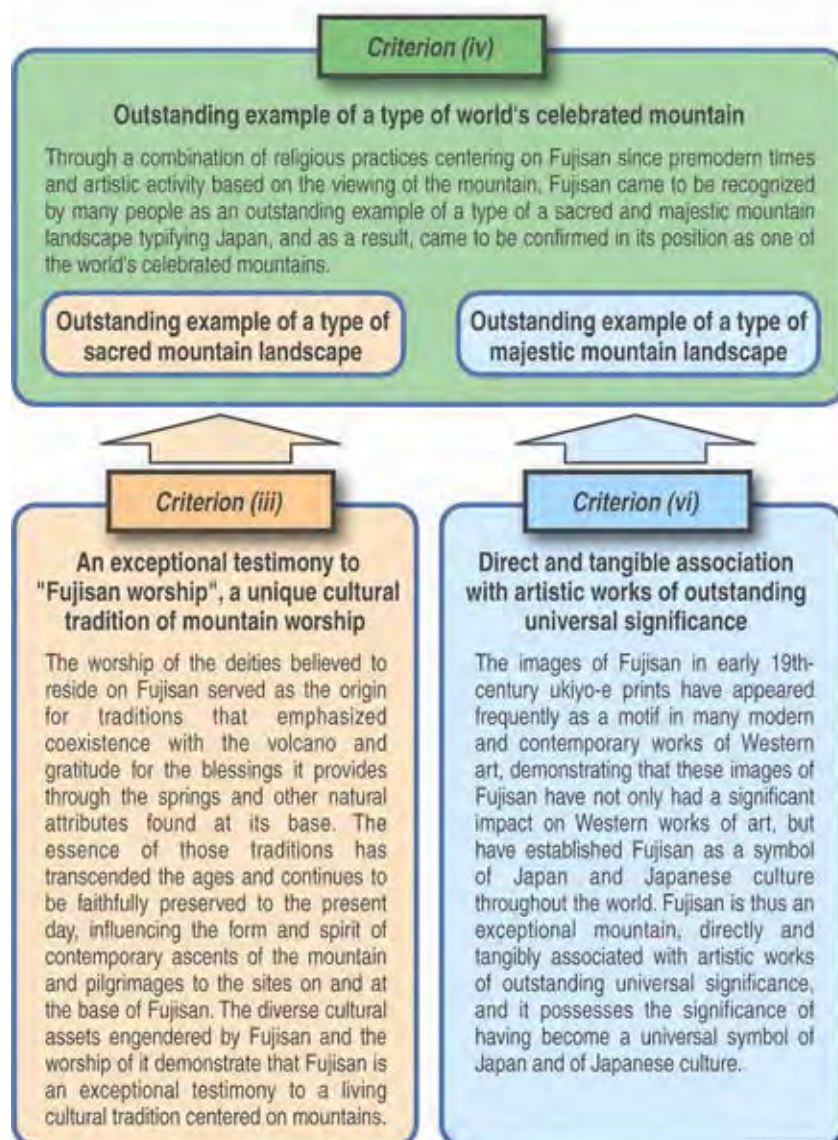 Criterion (iv)
Outstanding example of a type of world's celebrated mountain
Through a combination of religious practices centering on Fujisan since premodern times
and artistic activity based on the viewing of the mountain, Fujisan came to be recognized
by many people as an outstanding example of a type of a sacred and majestic mountain
landscape typifying Japan, and as a result, came to be confirmed in its position as one of
the world's celebrated mountains.
Outstanding example of a type of
sacred mountain landscape
Outstanding example of a type of
majestic mountain landscape
Criterion (iii)
An exceptional testimony to
"Fujisan worship", a unique cultural
tradition of mountain worship
The worship of the deities believed to
reside on Fujisan served as the origin
for traditions that emphasized
coexistence with the volcano and
gratitude for the blessings it provides
through the springs and other natural
attributes found at its base. The
essence of those traditions has
transcended the ages and continues to
be faithfully preserved to the present
day, influencing the form and spirit of
contemporary ascents of the mountain
and pilgrimages to the sites on and at
the base of Fujisan. The diverse cultural
assets engendered by Fujisan and the
worship of it demonstrate that Fujisan is
an exceptional testimony to a living
cultural tradition centered on mountains.
Criterion (vi)
Direct and tangible association
with artistic works of outstanding
universal significance
The images of Fujisan in early 19th-
century ukiyo-e prints have appeared
frequently as a motif in many modern
and contemporary works of Western
art, demonstrating that these images of
Fujisan have not only had a significant
impact on Western works of art, but
have established Fujisan as a symbol
of Japan and Japanese culture
throughout the world. Fujisan is thus an
exceptional mountain, directly and
tangibly associated with artistic works
of outstanding universal significance,
and it possesses the significance of
having become a universal symbol of
Japan and of Japanese culture.